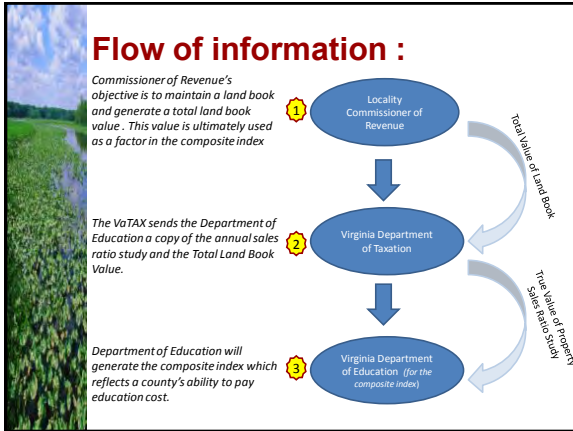 Flow of information :
Commissioner of Revenue's
objective is to maintain a land book
and generate a total land book
value . This value is ultimately used
as a factor in the composite index
1
Locality
Commissioner of
Revenue
Total Value of Land Book
The VaTAX sends the Department of
Education a copy of the annual sales
ratio study and the Total Land Book
Value.
2
Virginia Department
of Taxation
True Value of Property
Sales Ratio Study
Department of Education will
generate the composite index which
reflects a county's ability to pay
education cost.
3
Virginia Department
of Education (for the
composite index)